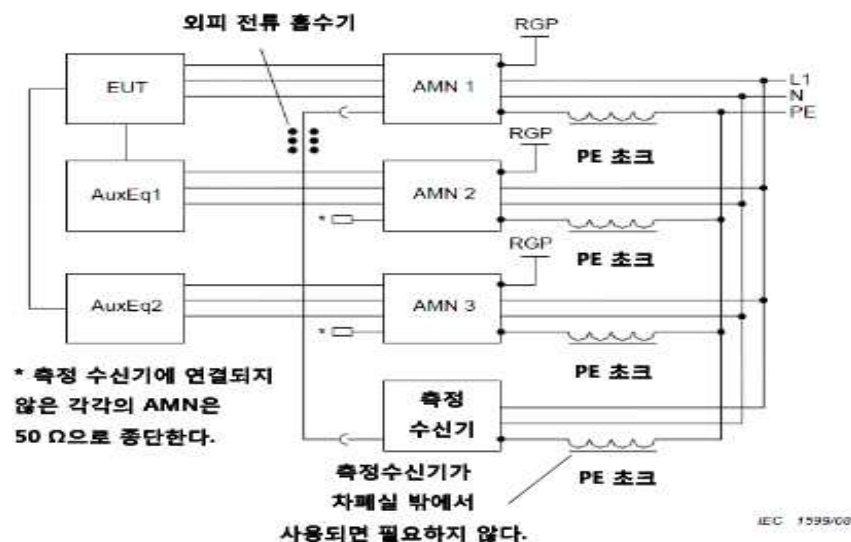 외피 전류 흡수기
RGP
EUT
AMN 1
L1
N
PE
PE 초크
RGP
AuxEq1
AMN 2
*
PE 초크
RGP
AuxEq2
AMN 3
*
PE 초크
* 측정 수신기에 연결되지
않은 각각의 AMN은
50 Ω으로 종단한다.
측정
수신기
PE 초크
측정수신기가
차폐실 밖에서
사용되면 필요하지 않다.
IEC 1599/08